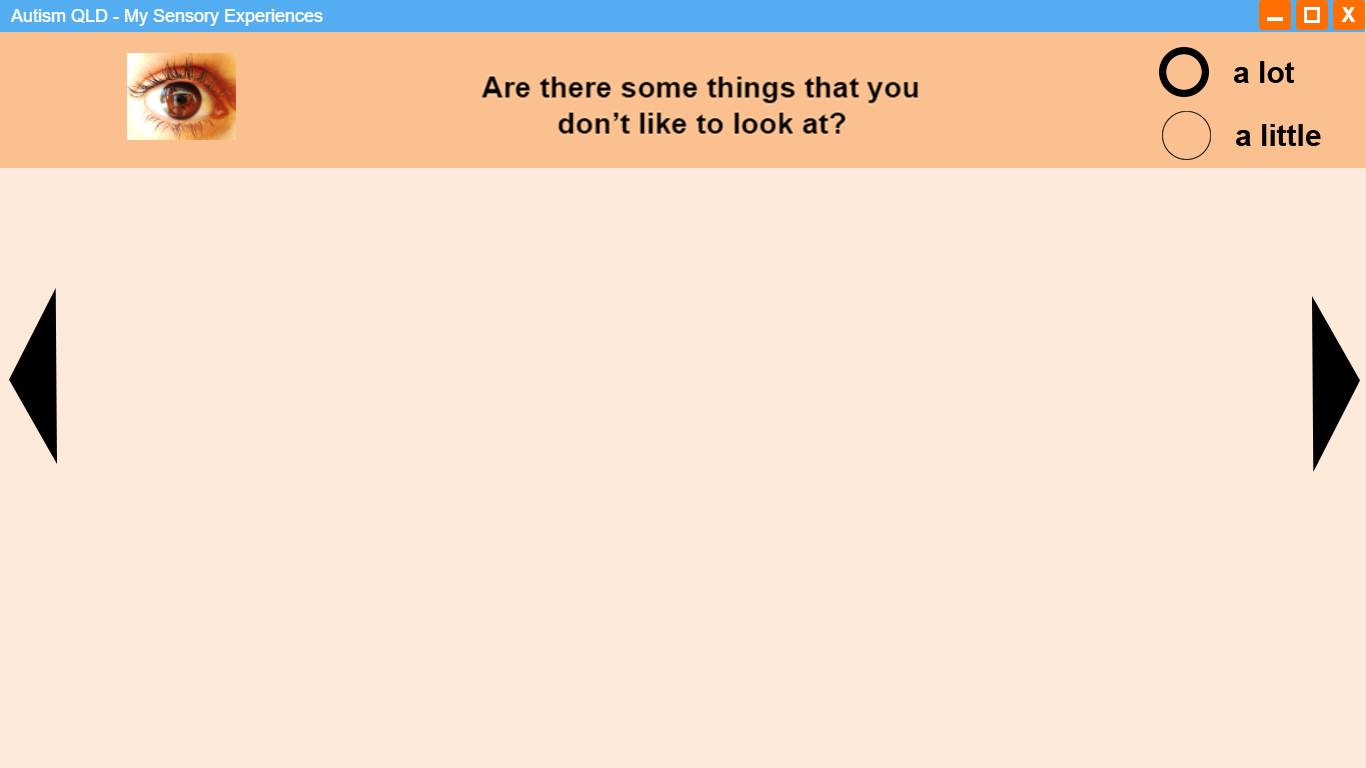 Autism QLD - My Sensory Experiences
X
Are there some things that you
don’t like to look at?
a lot
a little